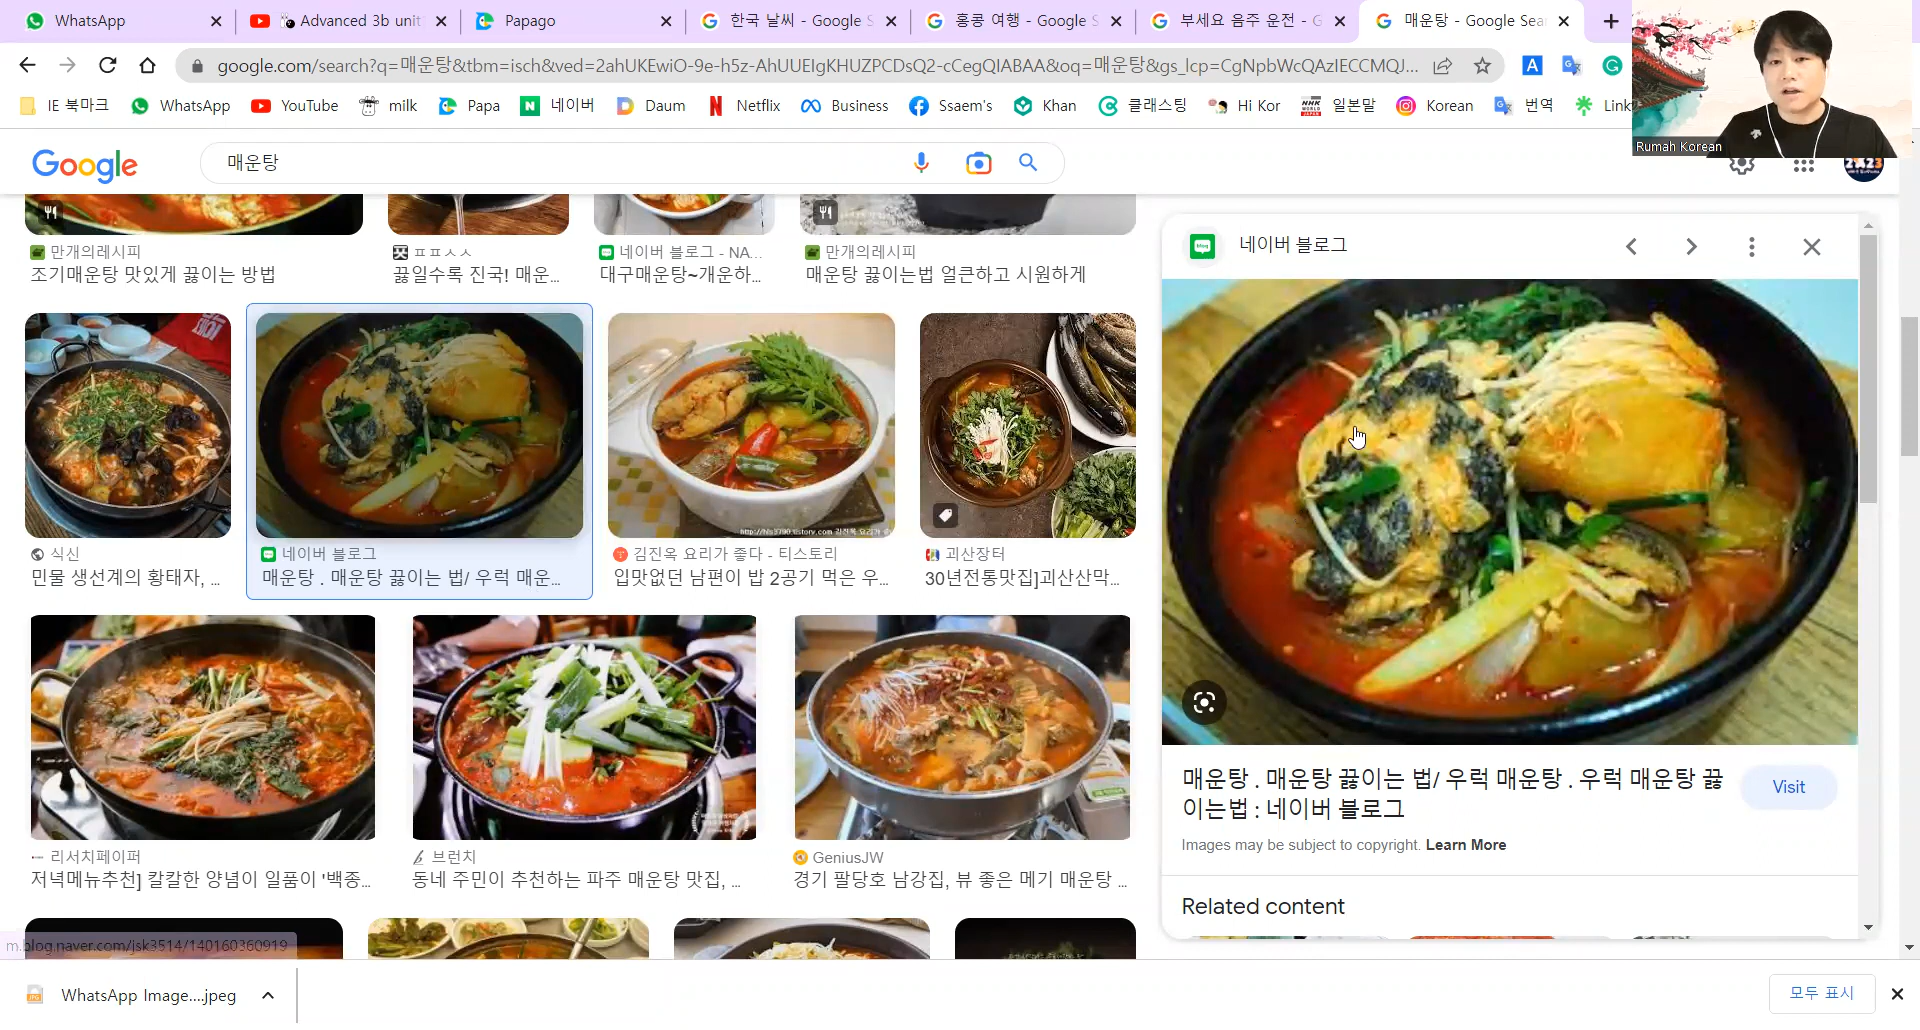 WhatsApp
Advanced 3b unit
Papago
한국 날씨 - Google S
홍콩 여행 - Google S
부세요 음주 운전 - G
매운탕 - Google Sea
google.com/search?q=매운탕&tbm=isch&ved=2ahUKEwiO-9e-h5z-AhUUEIgKHUZPCDsQ2-cCegQIABAA&oq=매운탕&gs_lcp=CgNpbWcQAzIECCMQJ...
IE 북마크
WhatsApp
YouTube
milk
Papa
네이버
Daum
Netflix
Business
Ssaem's
Khan
클래스팅
Hi Kor
일본말
Korean
번역
Link
Rumah Korean
Google
매운탕
만개의레시피
조기매운탕 맛있게 끓이는 방법
ㅍㅍㅅㅅ
끓일수록 진국! 매운...
네이버 블로그 - NA...
대구매운탕~개운하...
만개의레시피
매운탕 끓이는법 얼큰하고 시원하게
식신
민물 생선계의 황태자, ...
네이버 블로그
매운탕 . 매운탕 끓이는 법/ 우럭 매운...
김진옥 요리가 좋다 - 티스토리
입맛없던 남편이 밥 2공기 먹은 우...
괴산장터
30년전통맛집]괴산산막...
리서치페이퍼
저녁메뉴추천] 칼칼한 양념이 일품이 '백종...
브런치
동네 주민이 추천하는 파주 매운탕 맛집, ...
GeniusJW
경기 팔당호 남강집, 뷰 좋은 메기 매운탕 ...
네이버 블로그
매운탕 . 매운탕 끓이는 법/ 우럭 매운탕 . 우럭 매운탕 끓
이는법 : 네이버 블로그
Visit
Images may be subject to copyright. Learn More
Related content
m.blog.naver.com/jsk3514/140160360919
WhatsApp Image....jpeg
모두 표시